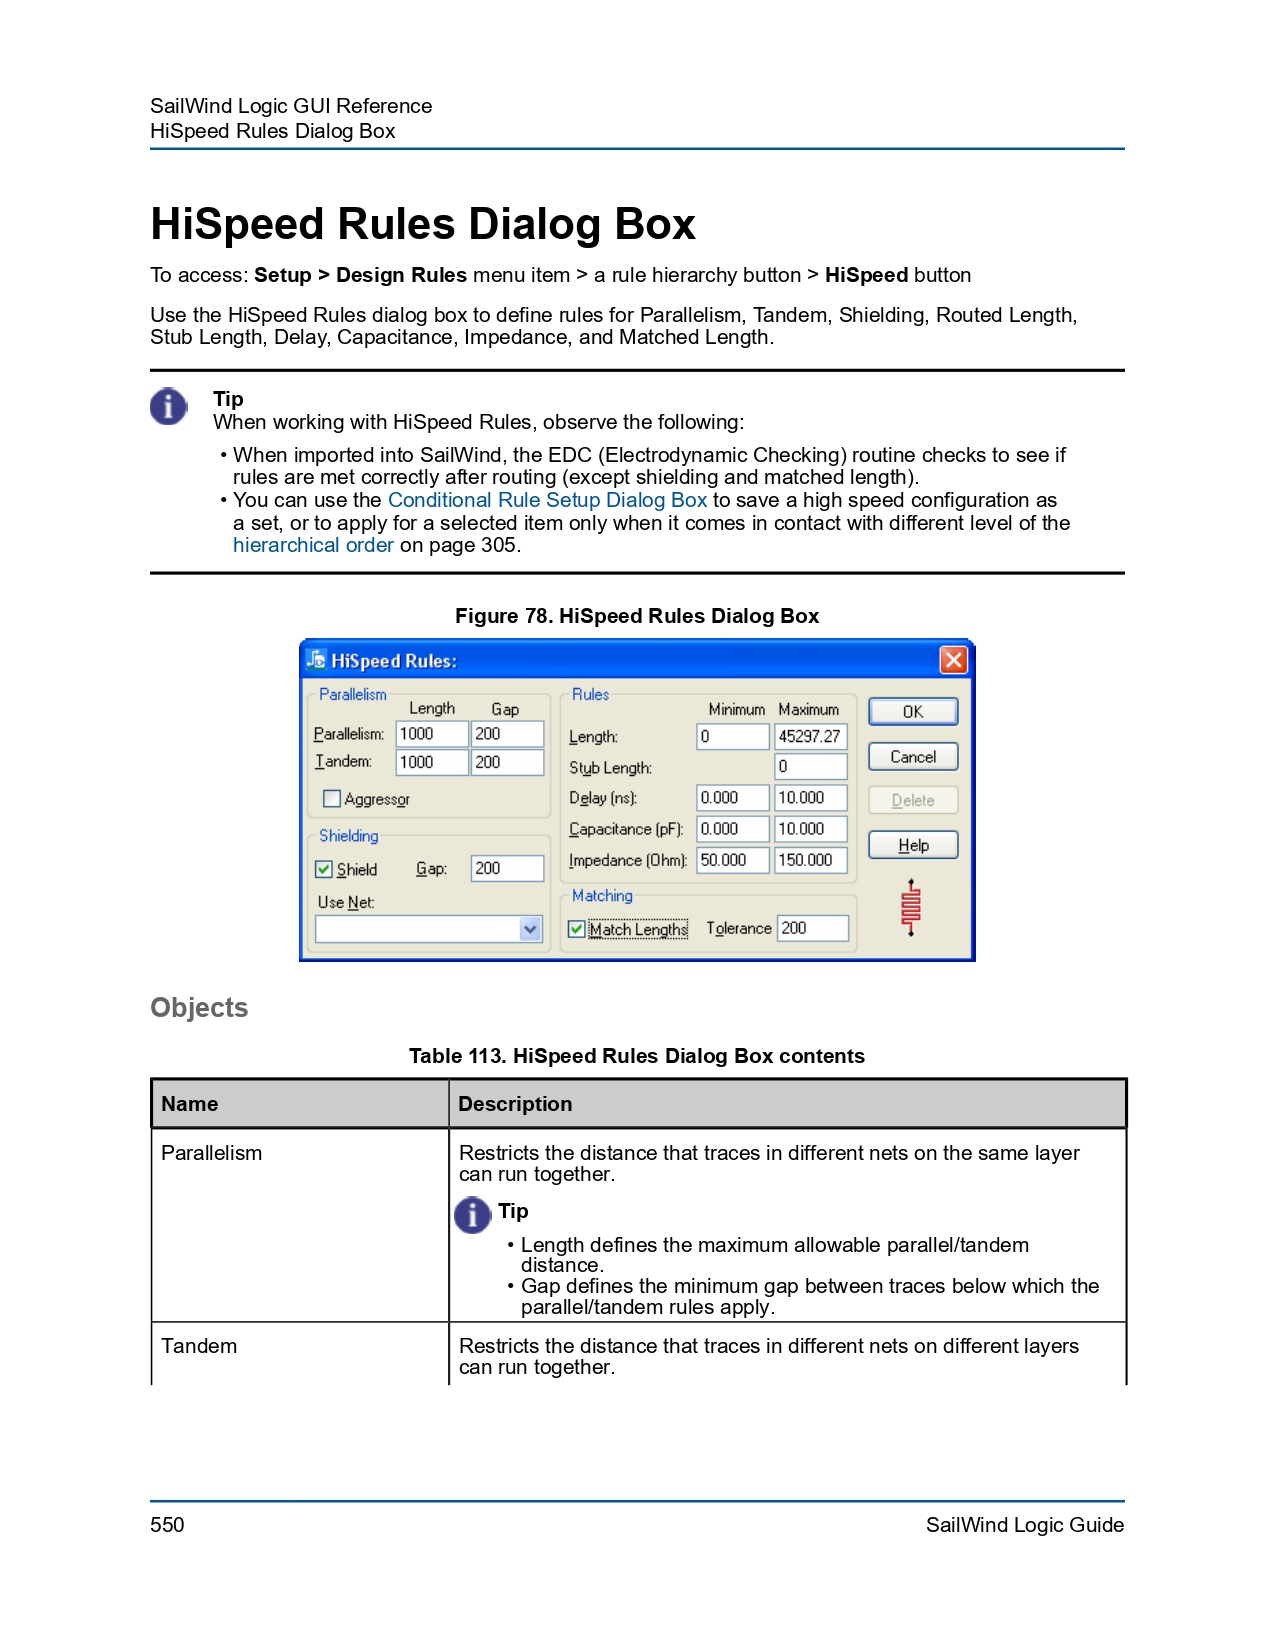 SailWind Logic GUI Reference
HiSpeed Rules Dialog Box
HiSpeed Rules Dialog Box
To access: Setup > Design Rules menu item > a rule hierarchy button > HiSpeed button
Use the HiSpeed Rules dialog box to define rules for Parallelism, Tandem, Shielding, Routed Length,
Stub Length, Delay, Capacitance, Impedance, and Matched Length.
Tip
When working with HiSpeed Rules, observe the following:
• When imported into SailWind, the EDC (Electrodynamic Checking) routine checks to see if
rules are met correctly after routing (except shielding and matched length).
• You can use the Conditional Rule Setup Dialog Box to save a high speed configuration as
a set, or to apply for a selected item only when it comes in contact with different level of the
hierarchical order on page 305.
Figure 78. HiSpeed Rules Dialog Box
HiSpeed Rules:
Parallelism
Length Gap
Parallelism: 1000 200
Tandem: 1000 200
Aggressor
Shielding
Shield Gap: 200
Use Net:
Rules
Minimum Maximum
Length: 0 45297.27
Stub Length: 0
Delay (ns): 0.000 10.000
Capacitance (pF): 0.000 10.000
Impedance (Ohm): 50.000 150.000
Matching
Match Lengths Tolerance 200
OK
Cancel
Delete
Help
Objects
Table 113. HiSpeed Rules Dialog Box contents
Name Description
Parallelism Restricts the distance that traces in different nets on the same layer
can run together.
Tip
• Length defines the maximum allowable parallel/tandem
distance.
• Gap defines the minimum gap between traces below which the
parallel/tandem rules apply.
Tandem Restricts the distance that traces in different nets on different layers
can run together.
550 SailWind Logic Guide